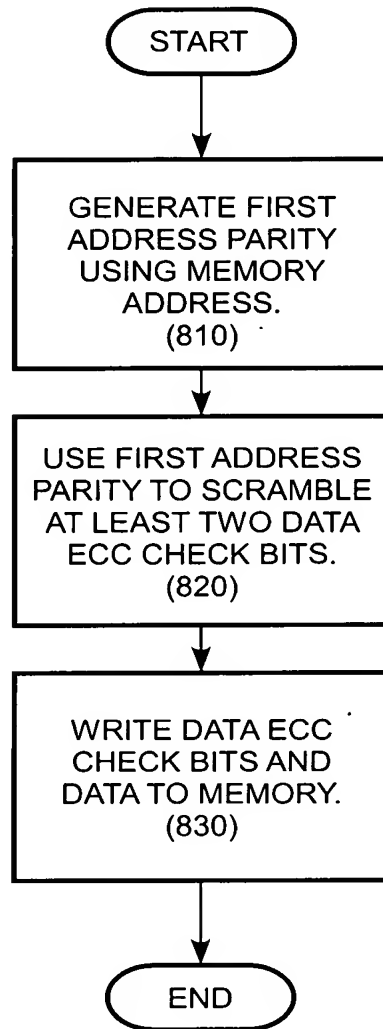 START
GENERATE FIRST
ADDRESS PARITY
USING MEMORY
ADDRESS.
(810)
USE FIRST ADDRESS
PARITY TO SCRAMBLE
AT LEAST TWO DATA
ECC CHECK BITS.
(820)
WRITE DATA ECC
CHECK BITS AND
DATA TO MEMORY.
(830)
END